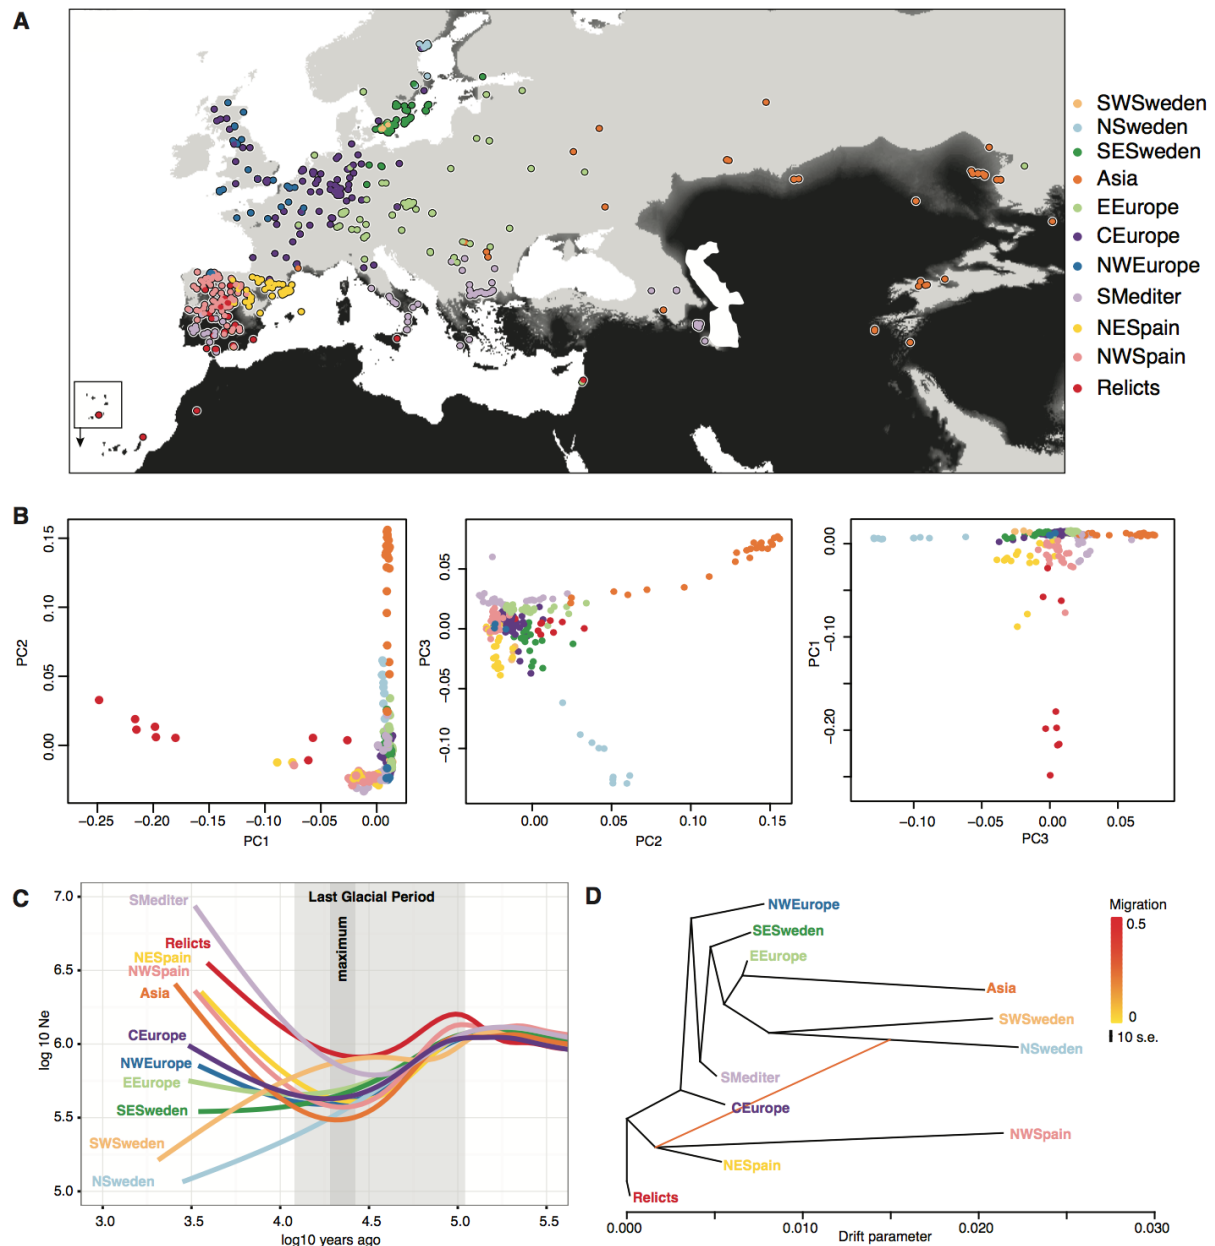 A
SWSweden
NSweden
SESweden
Asia
EEurope
CEurope
NWEurope
SMediter
NESpain
NWSpain
Relicts
B
PC2
0.15
0.10
0.05
0.00
−0.25 −0.20 −0.15 −0.10 −0.05 0.00
PC1
PC3
0.05
0.00
−0.05
−0.10
0.00 0.05 0.10 0.15
PC2
PC1
0.00
−0.10
−0.20
−0.10 −0.05 0.00 0.05
PC3
C
log10 Ne
7.0
6.5
6.0
5.5
5.0
Last Glacial Period
maximum
SMediter
Relicts
NESpain
NWSpain
Asia
CEurope
NWEurope
EEurope
SESweden
SWSweden
NSweden
3.0 3.5 4.0 4.5 5.0 5.5
log10 years ago
D
NWEurope
SESweden
EEurope
Asia
SWSweden
NSweden
SMediter
CEurope
NWSpain
NESpain
Relicts
Migration
0.5
0
10 s.e.
0.000 0.010 0.020 0.030
Drift parameter